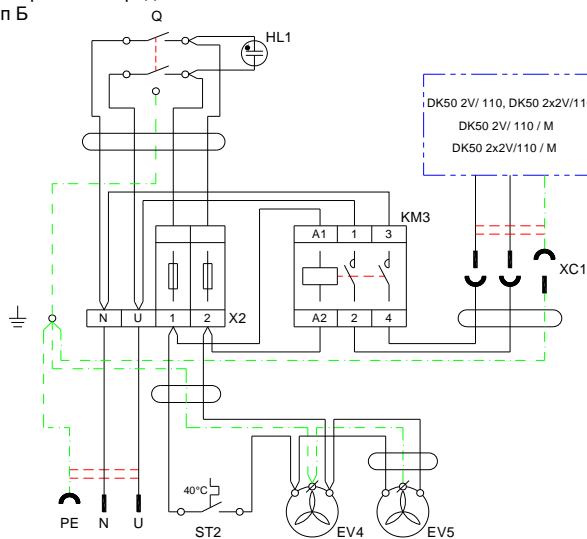 п Б
Q
HL1
DK50 2V/ 110, DK50 2x2V/11
DK50 2V/ 110 / M
DK50 2x2V/110 / M
KM3
A1 1 3
XC1
N U 1 2 X2
A2 2 4
40°C
PE N U
ST2
EV4
EV5